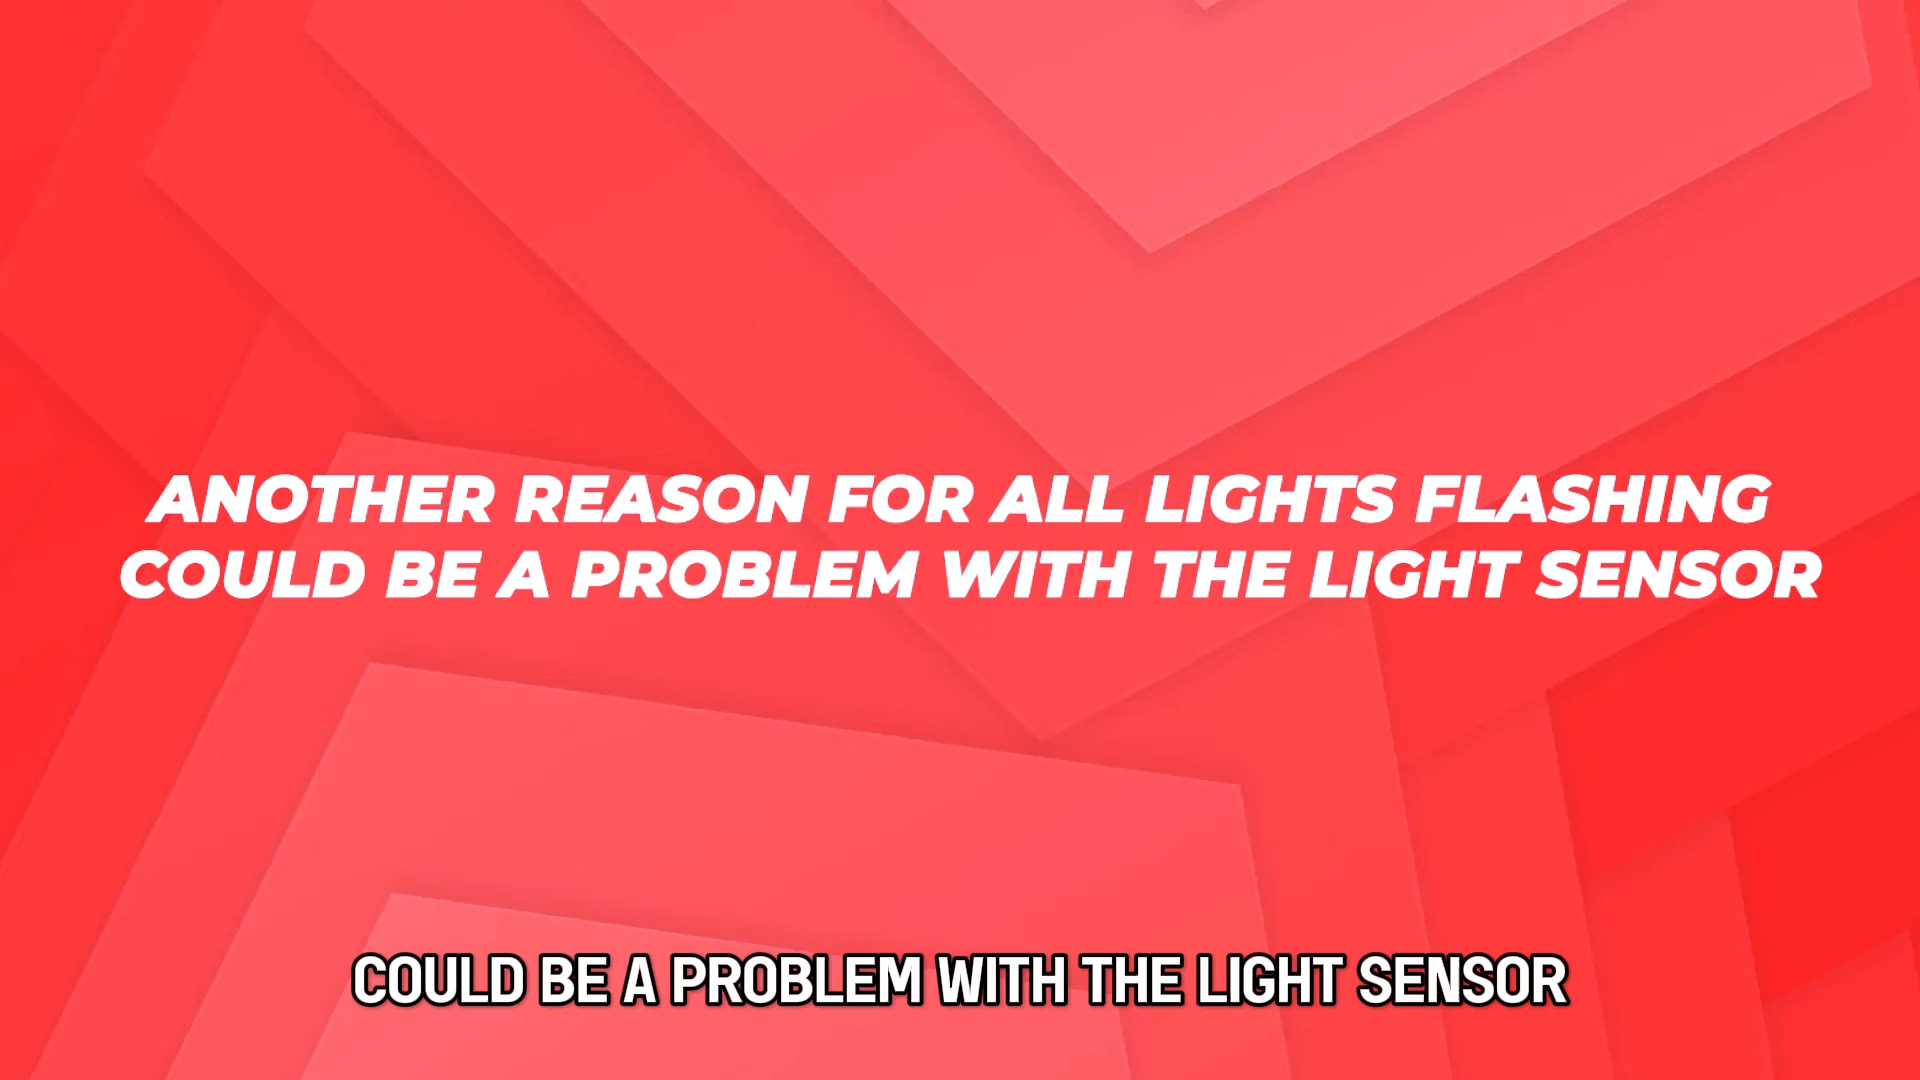 ANOTHER REASON FOR ALL LIGHTS FLASHING
COULD BE A PROBLEM WITH THE LIGHT SENSOR
COULD BE A PROBLEM WITH THE LIGHT SENSOR